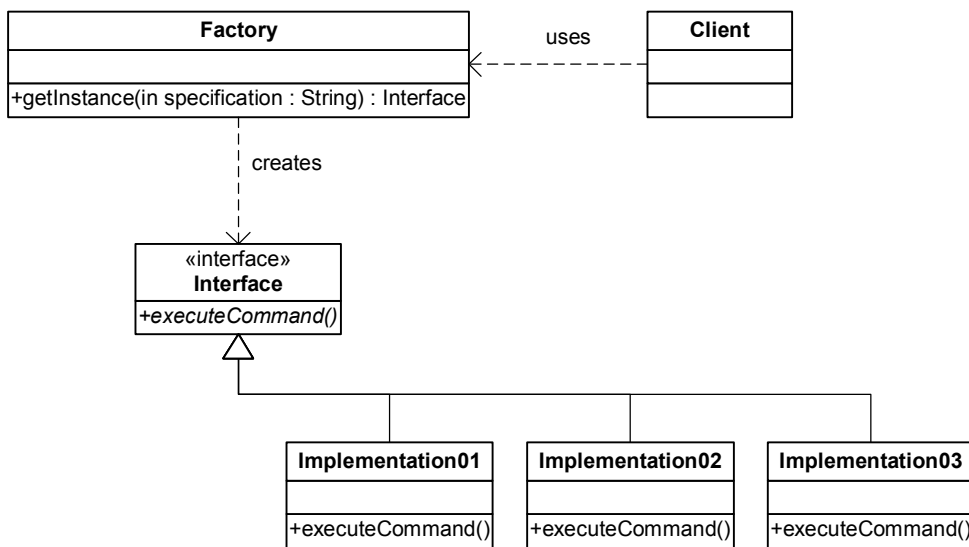 Factory
uses
Client
+getInstance(in specification : String) : Interface
creates
«interface»
Interface
+executeCommand()
Implementation01
Implementation02
Implementation03
+executeCommand()
+executeCommand()
+executeCommand()